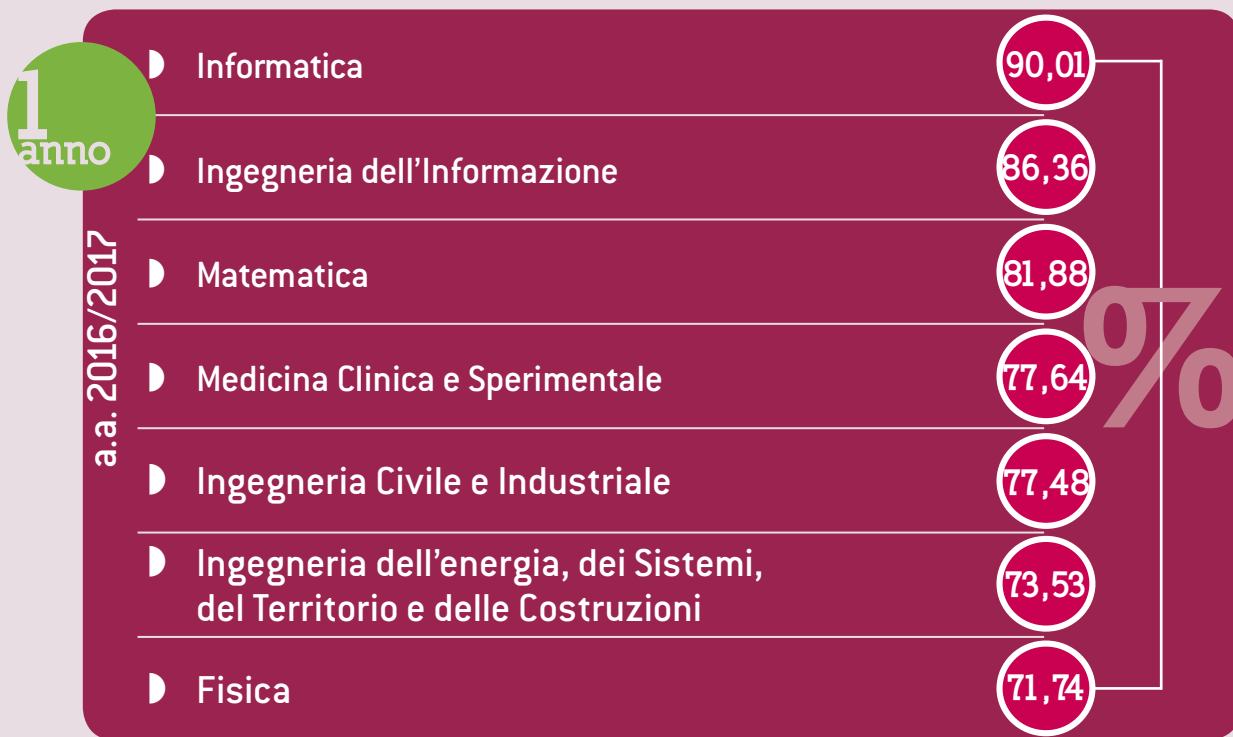 1
anno
a.a. 2016/2017
Informatica
90,01
Ingegneria dell’Informazione
86,36
Matematica
81,88
Medicina Clinica e Sperimentale
77,64
Ingegneria Civile e Industriale
77,48
Ingegneria dell’energia, dei Sistemi,
del Territorio e delle Costruzioni
73,53
Fisica
71,74
%